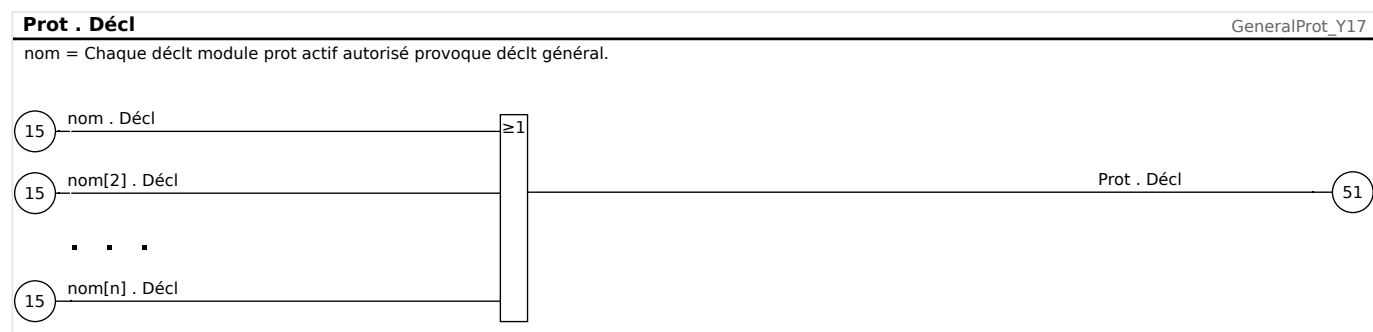 Prot . Décl
GeneralProt_Y17
nom = Chaque déclt module prot actif autorisé provoque déclt général.
15
nom . Décl
≥1
15
nom[2] . Décl
Prot . Décl
51
. . .
15
nom[n] . Décl